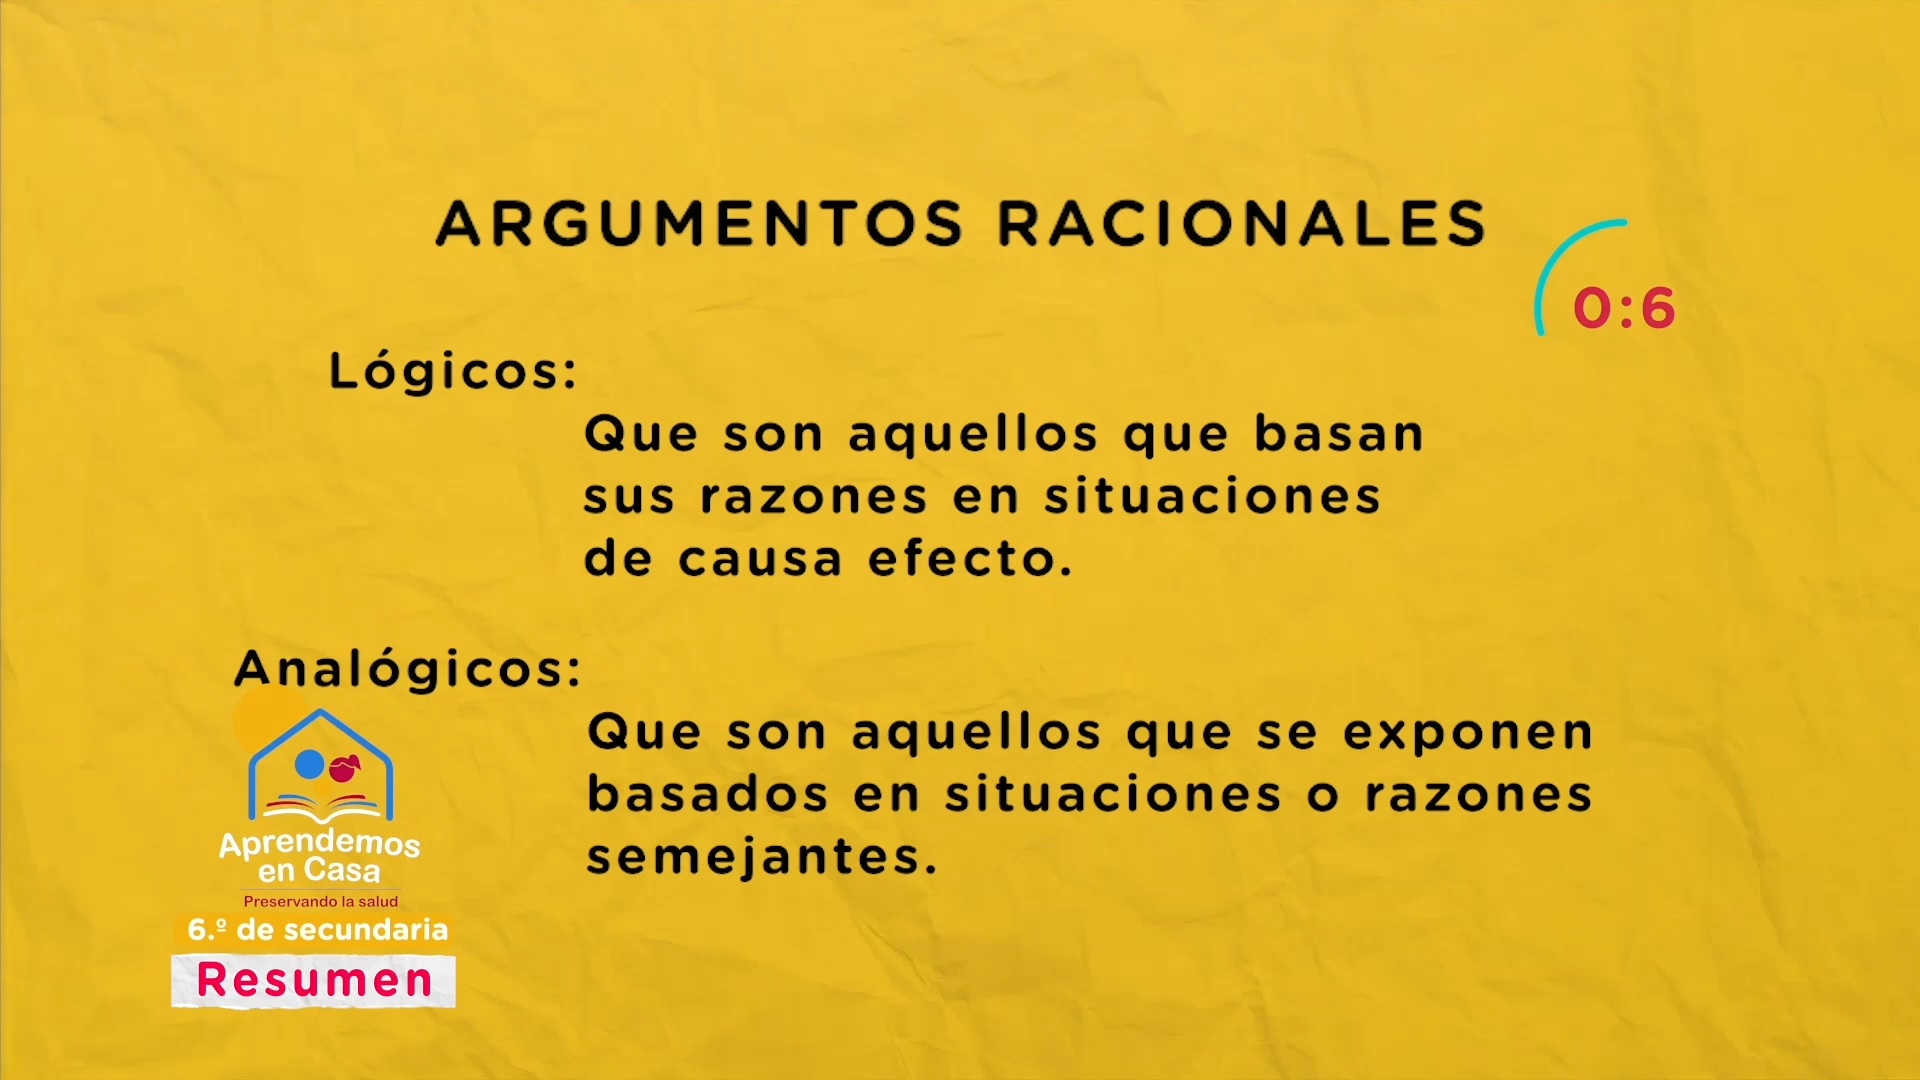 ARGUMENTOS RACIONALES
0:6
Lógicos:
Que son aquellos que basan
sus razones en situaciones
de causa efecto.
Analógicos:
Que son aquellos que se exponen
basados en situaciones o razones
semejantes.
Aprendemos
en Casa
Preservando la salud
6.º de secundaria
Resumen